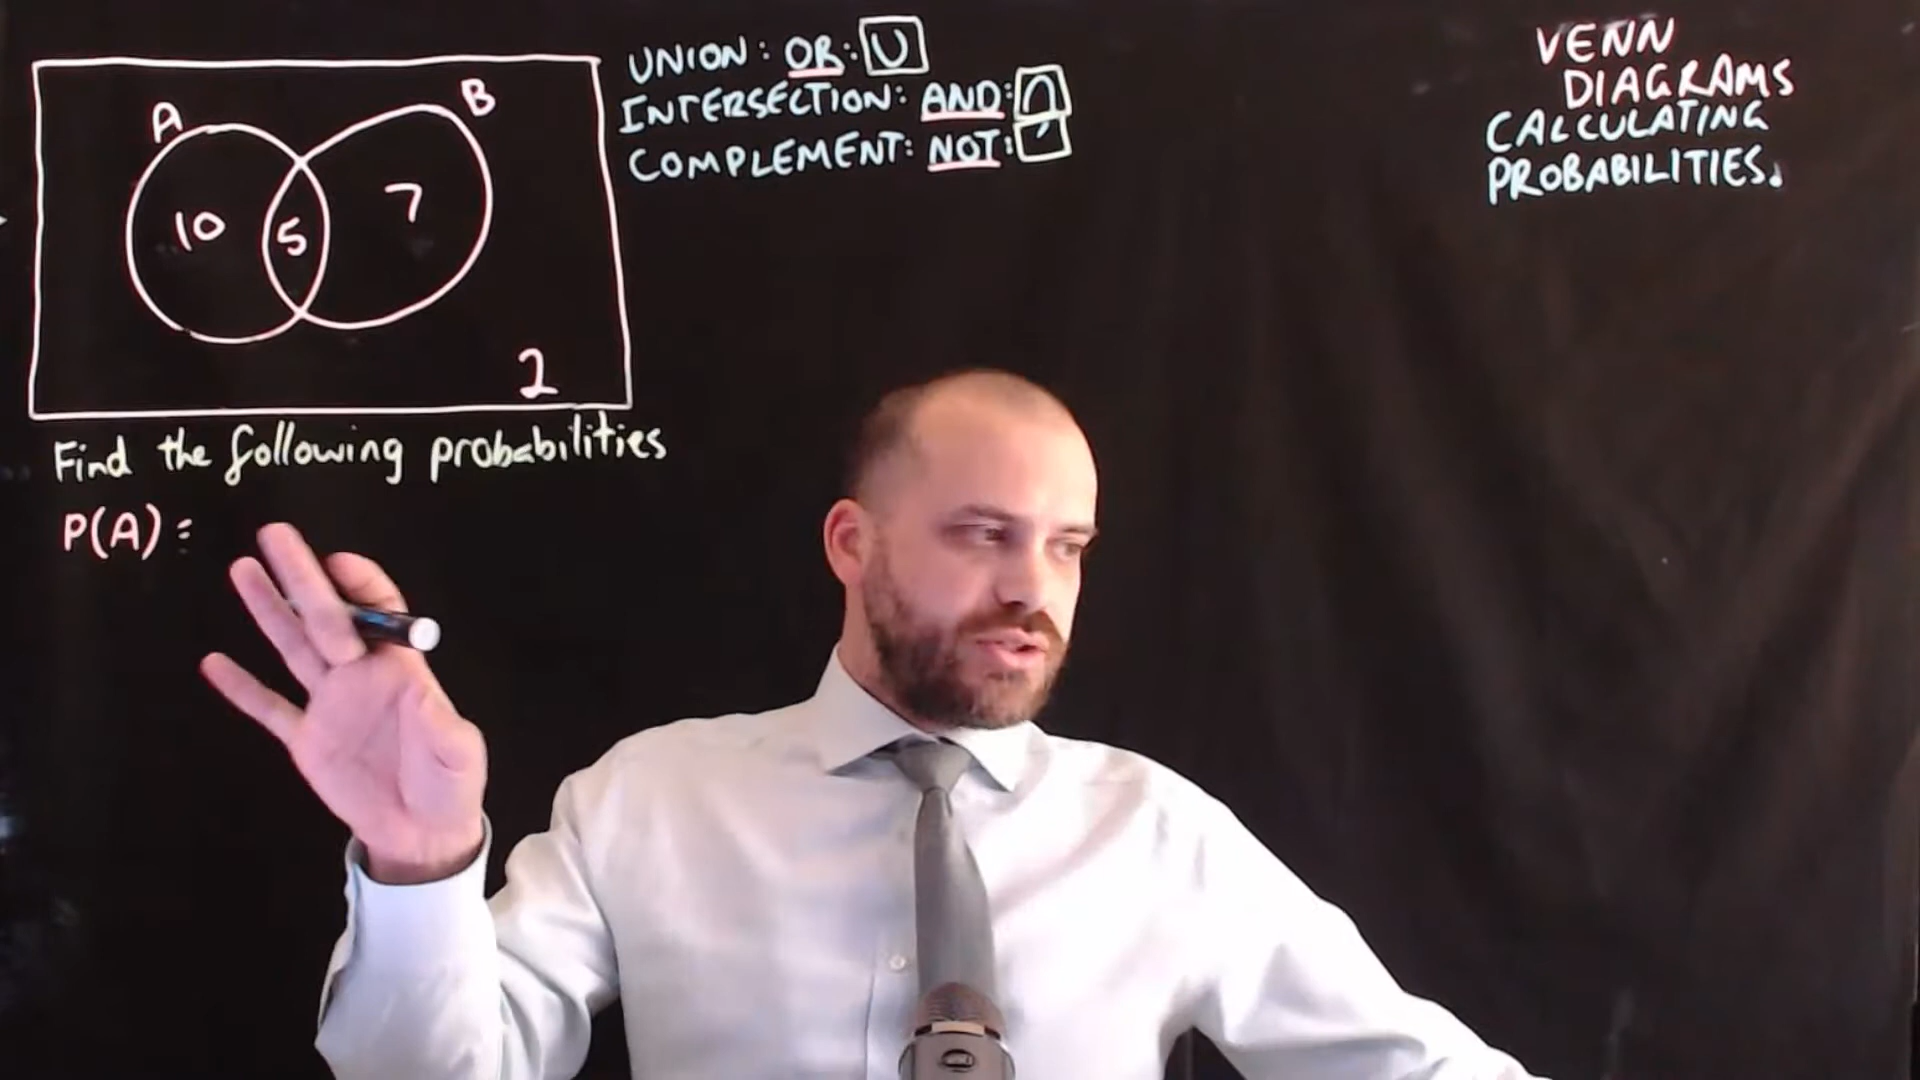 A
B
10
5
7
2
UNION: OR: U
INTERSECTION: AND: ∩
COMPLEMENT: NOT: ′
VENN
DIAGRAMS
CALCULATING
PROBABILITIES.
Find the following probabilities
P(A) =